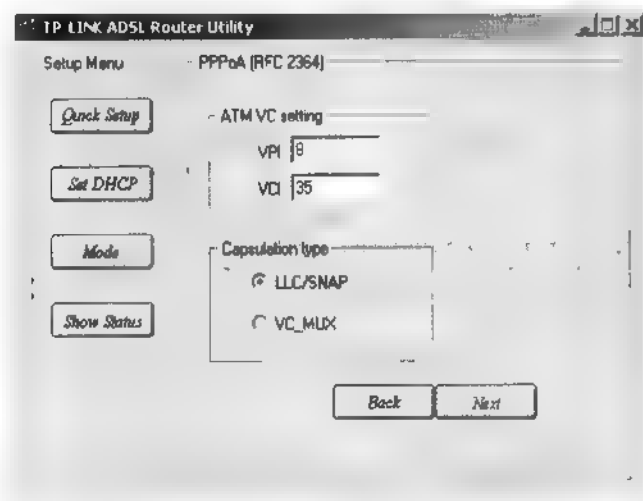 TP LINK ADSL Router Utility
Setup Menu
PPPoA (RFC 2364)
Quick Setup
ATM VC setting
VPI 8
VCI 35
Set DHCP
Mode
Capsulation type
LLC/SNAP
VC_MUX
Show Status
Back
Next